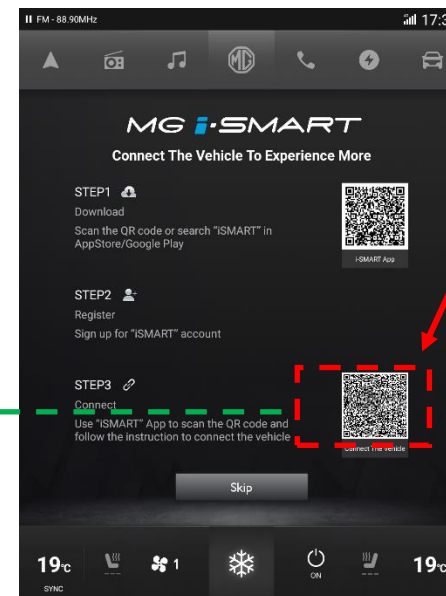 FM - 88.90MHz
17:3
MG
MG i-SMART
Connect The Vehicle To Experience More
STEP1
Download
Scan the QR code or search "iSMART" in
AppStore/Google Play
i-SMART App
STEP2
Register
Sign up for "iSMART" account
STEP3
Connect
Use "iSMART" App to scan the QR code and
follow the instruction to connect the vehicle
Connect The Vehicle
Skip
19°C
1
ON
19°C
SYNC